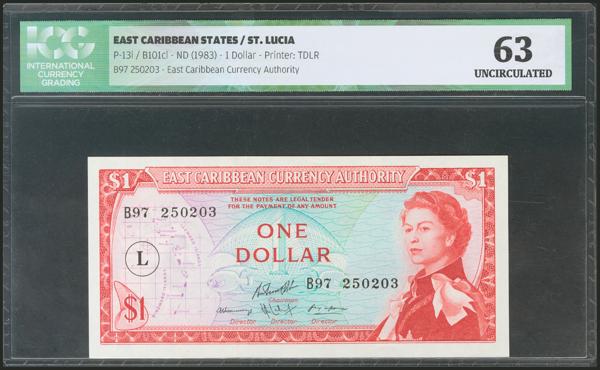 ICG
INTERNATIONAL
CURRENCY
GRADING
EAST CARIBBEAN STATES / ST. LUCIA
P-13i / B101ci - ND (1983) - 1 Dollar - Printer: TDLR
B97 250203 - East Caribbean Currency Authority
63
UNCIRCULATED
EAST CARIBBEAN CURRENCY AUTHORITY
$1
$1
THESE NOTES ARE LEGAL TENDER
FOR THE PAYMENT OF ANY AMOUNT
B97 250203
ONE
DOLLAR
L
B97 250203
Chairman
$1
Director Director Director